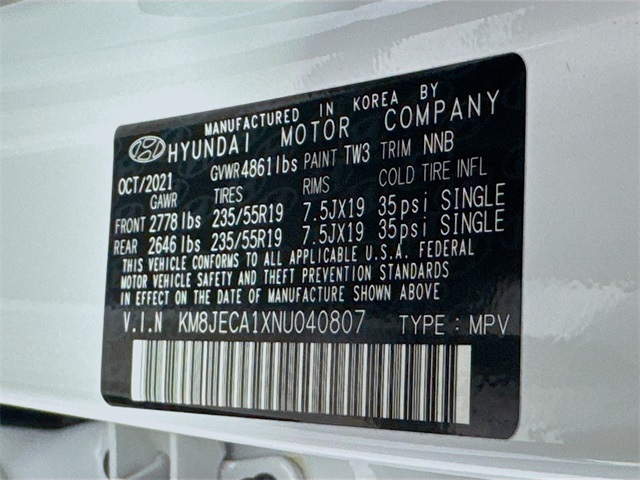 MANUFACTURED IN KOREA BY
HYUNDAI MOTOR COMPANY
OCT/2021 GVWR 4861lbs PAINT TW3 TRIM NNB
GAWR TIRES RIMS COLD TIRE INFL
FRONT 2778 lbs 235/55R19 7.5JX19 35psi SINGLE
REAR 2646 lbs 235/55R19 7.5JX19 35psi SINGLE
THIS VEHICLE CONFORMS TO ALL APPLICABLE U.S.A. FEDERAL
MOTOR VEHICLE SAFETY AND THEFT PREVENTION STANDARDS
IN EFFECT ON THE DATE OF MANUFACTURE SHOWN ABOVE
V.I.N KM8JECA1XNU040807 TYPE : MPV